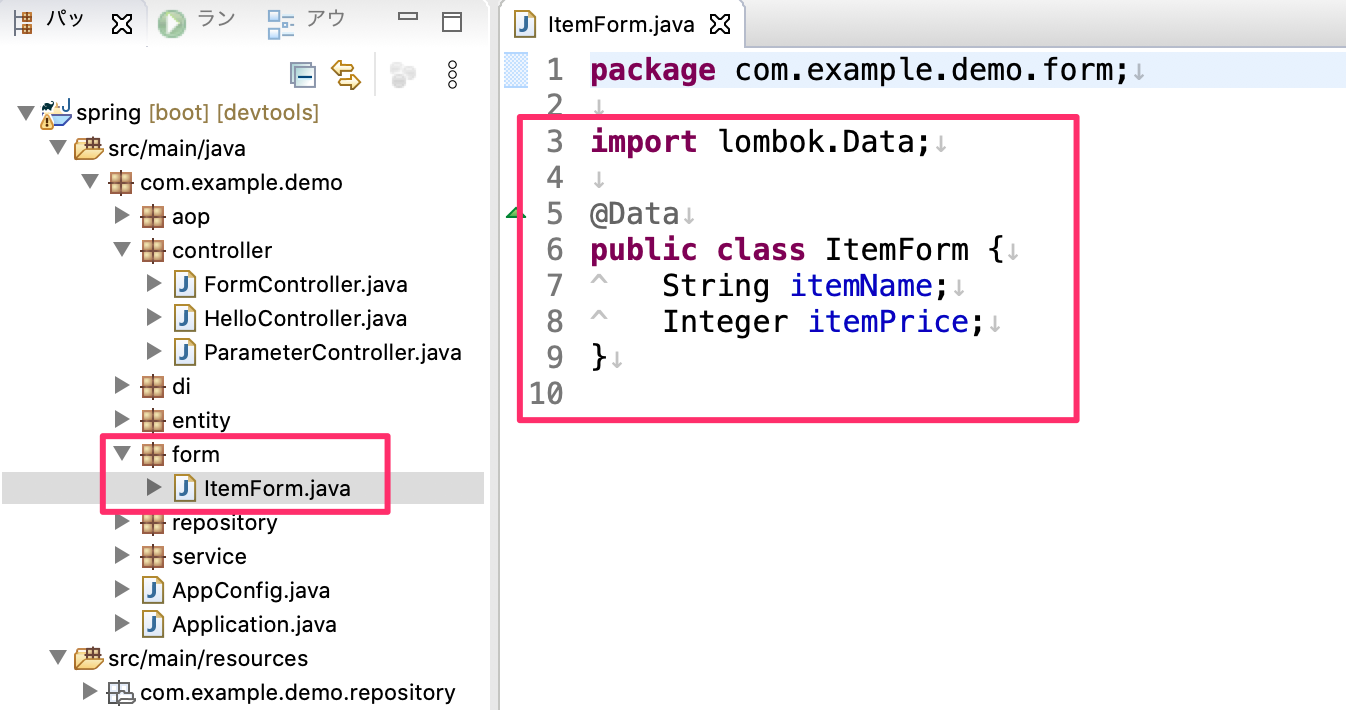 パッ
ラン
アウ
spring [boot] [devtools]
src/main/java
com.example.demo
aop
controller
FormController.java
HelloController.java
ParameterController.java
di
entity
form
ItemForm.java
repository
service
AppConfig.java
Application.java
src/main/resources
com.example.demo.repository
ItemForm.java
1 package com.example.demo.form;↓
2 ↓
3 import lombok.Data;↓
4 ↓
5 @Data↓
6 public class ItemForm {↓
7 ^ String itemName;↓
8 ^ Integer itemPrice;↓
9 }↓
10